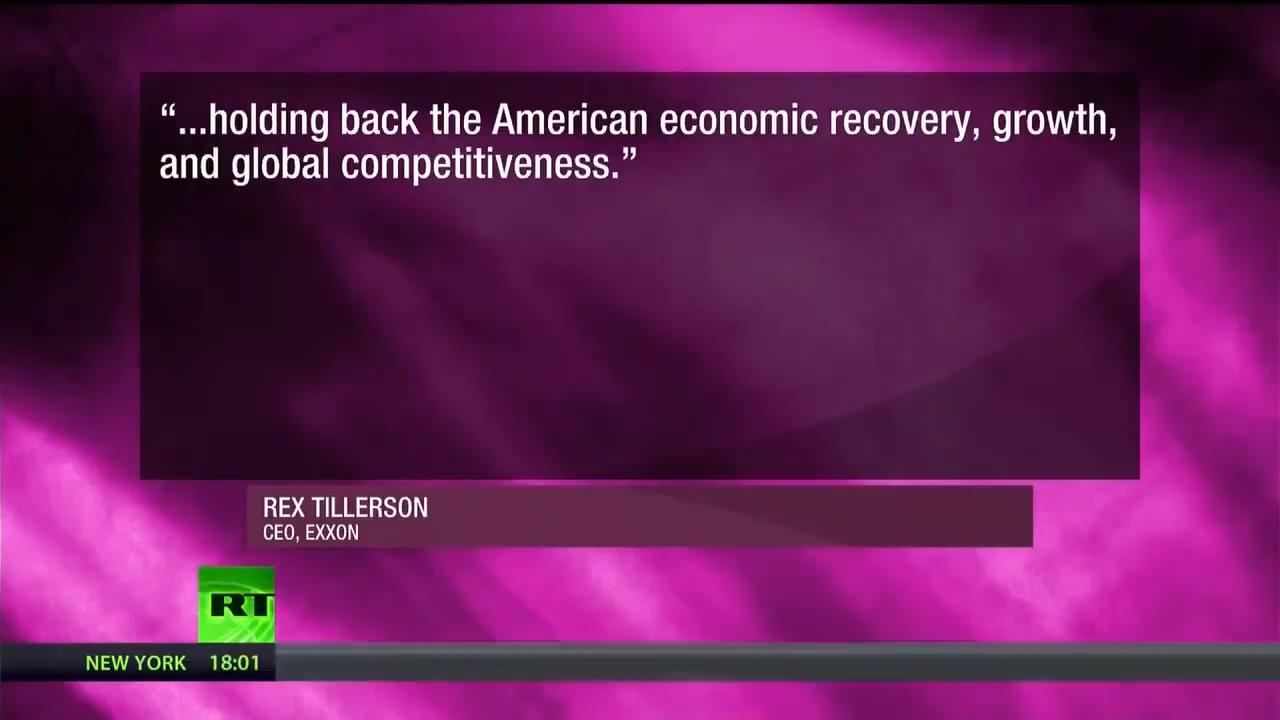 “...holding back the American economic recovery, growth,
and global competitiveness.”
REX TILLERSON
CEO, EXXON
RT
NEW YORK 18:01